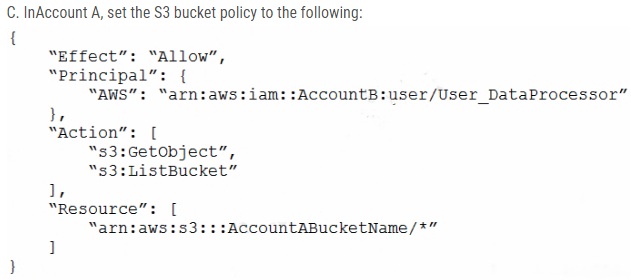 C. InAccount A, set the S3 bucket policy to the following:
{
"Effect”: “Allow”,
"Principal”: {
"AWS”: “arn:aws:iam::AccountB:user/User_DataProcessor”
},
"Action”: [
"s3:GetObject”,
"s3:ListBucket”
],
"Resource”: [
"arn:aws:s3:::AccountABucketName/*”
]
}